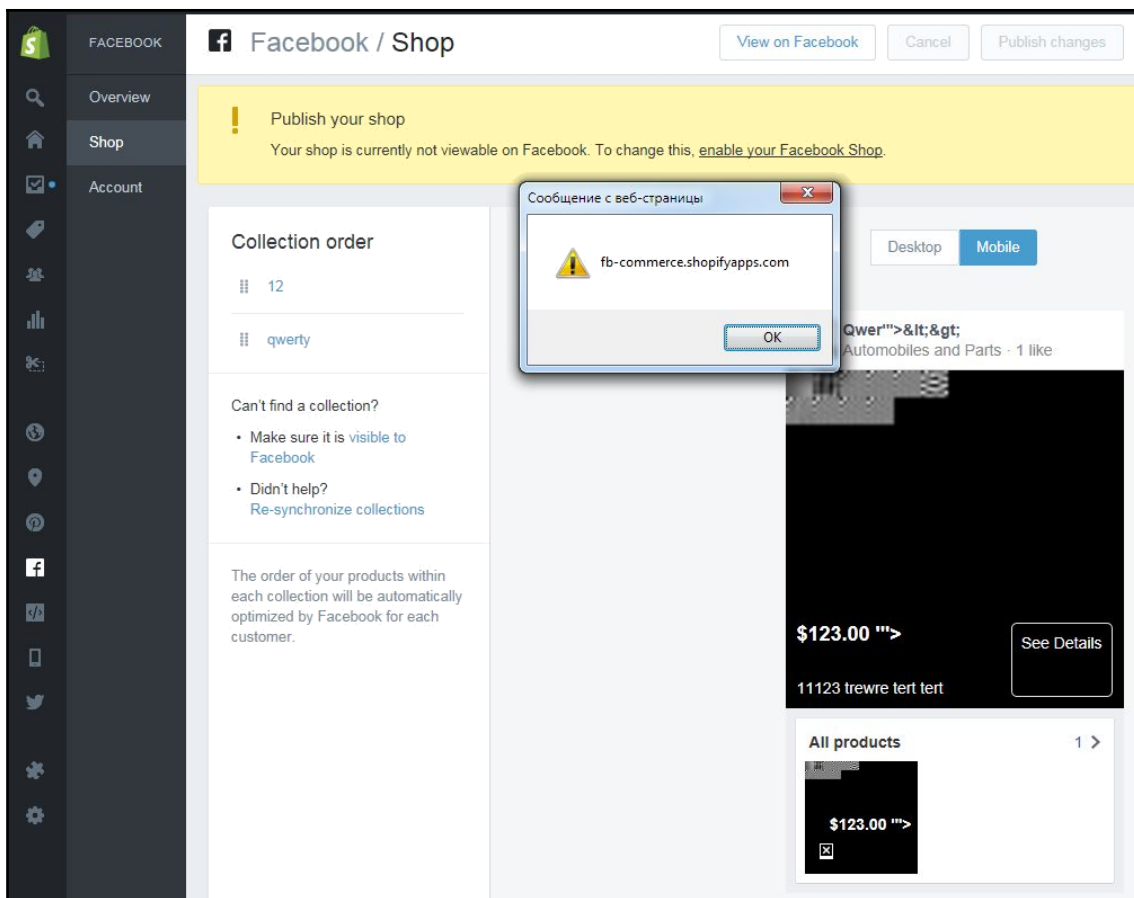 FACEBOOK
Facebook / Shop
View on Facebook
Cancel
Publish changes
Overview
Shop
Account
Publish your shop
Your shop is currently not viewable on Facebook. To change this, enable your Facebook Shop.
Сообщение с веб-страницы
fb-commerce.shopifyapps.com
OK
Collection order
12
qwerty
Can't find a collection?
• Make sure it is visible to
Facebook
• Didn't help?
Re-synchronize collections
The order of your products within
each collection will be automatically
optimized by Facebook for each
customer.
Desktop
Mobile
Qwer'">&lt;&gt;
Automobiles and Parts · 1 like
$123.00 '">
See Details
11123 trewre tert tert
All products
1
$123.00 '">